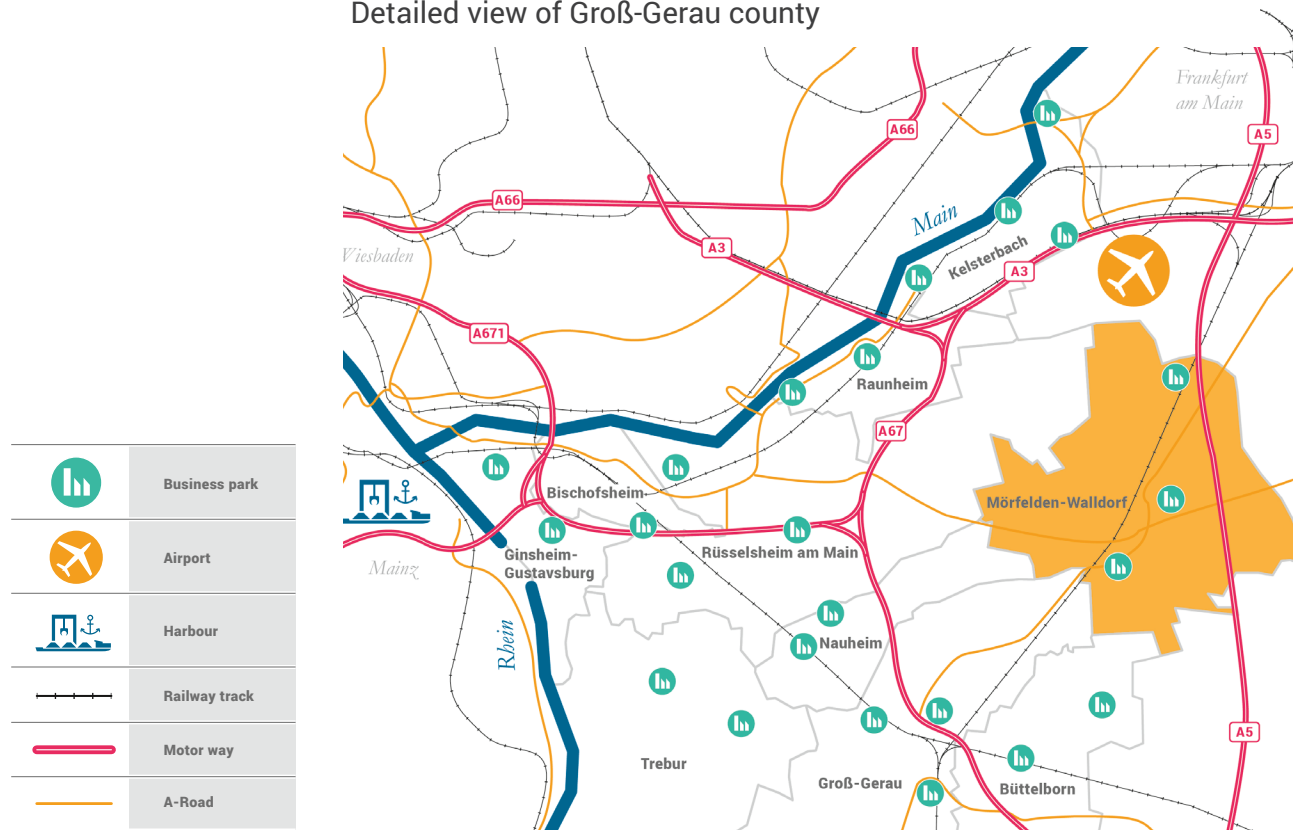 Detailed view of Groß-Gerau county
Frankfurt
am Main
A66
A5
A66
Main
A3
Wiesbaden
Kelsterbach
A3
A671
Raunheim
A67
Business park
Bischofsheim
Mörfelden-Walldorf
Airport
Ginsheim-
Gustavsburg
Rüsselsheim am Main
Mainz
Harbour
Rhein
Nauheim
Railway track
A5
Motor way
Trebur
Groß-Gerau
Büttelborn
A-Road